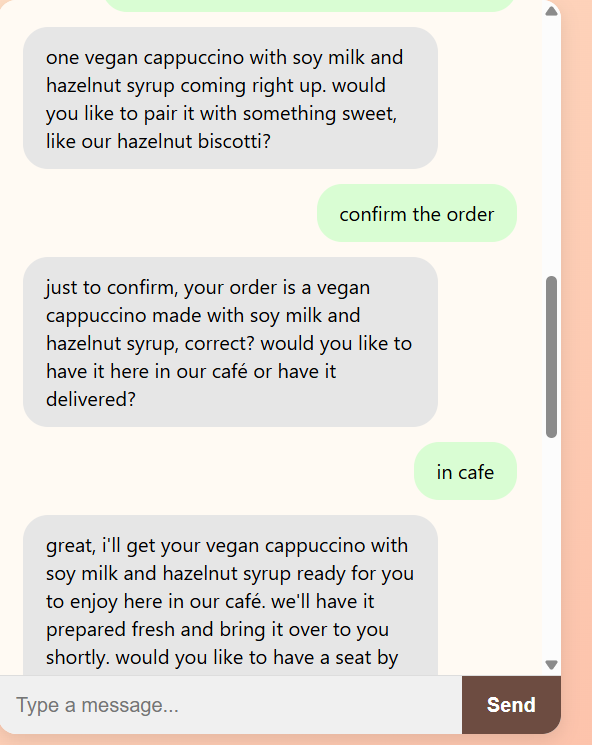 one vegan cappuccino with soy milk and
hazelnut syrup coming right up. would
you like to pair it with something sweet,
like our hazelnut biscotti?
confirm the order
just to confirm, your order is a vegan
cappuccino made with soy milk and
hazelnut syrup, correct? would you like to
have it here in our café or have it
delivered?
in cafe
great, i'll get your vegan cappuccino with
soy milk and hazelnut syrup ready for you
to enjoy here in our café. we'll have it
prepared fresh and bring it over to you
shortly. would you like to have a seat by
Type a message...
Send